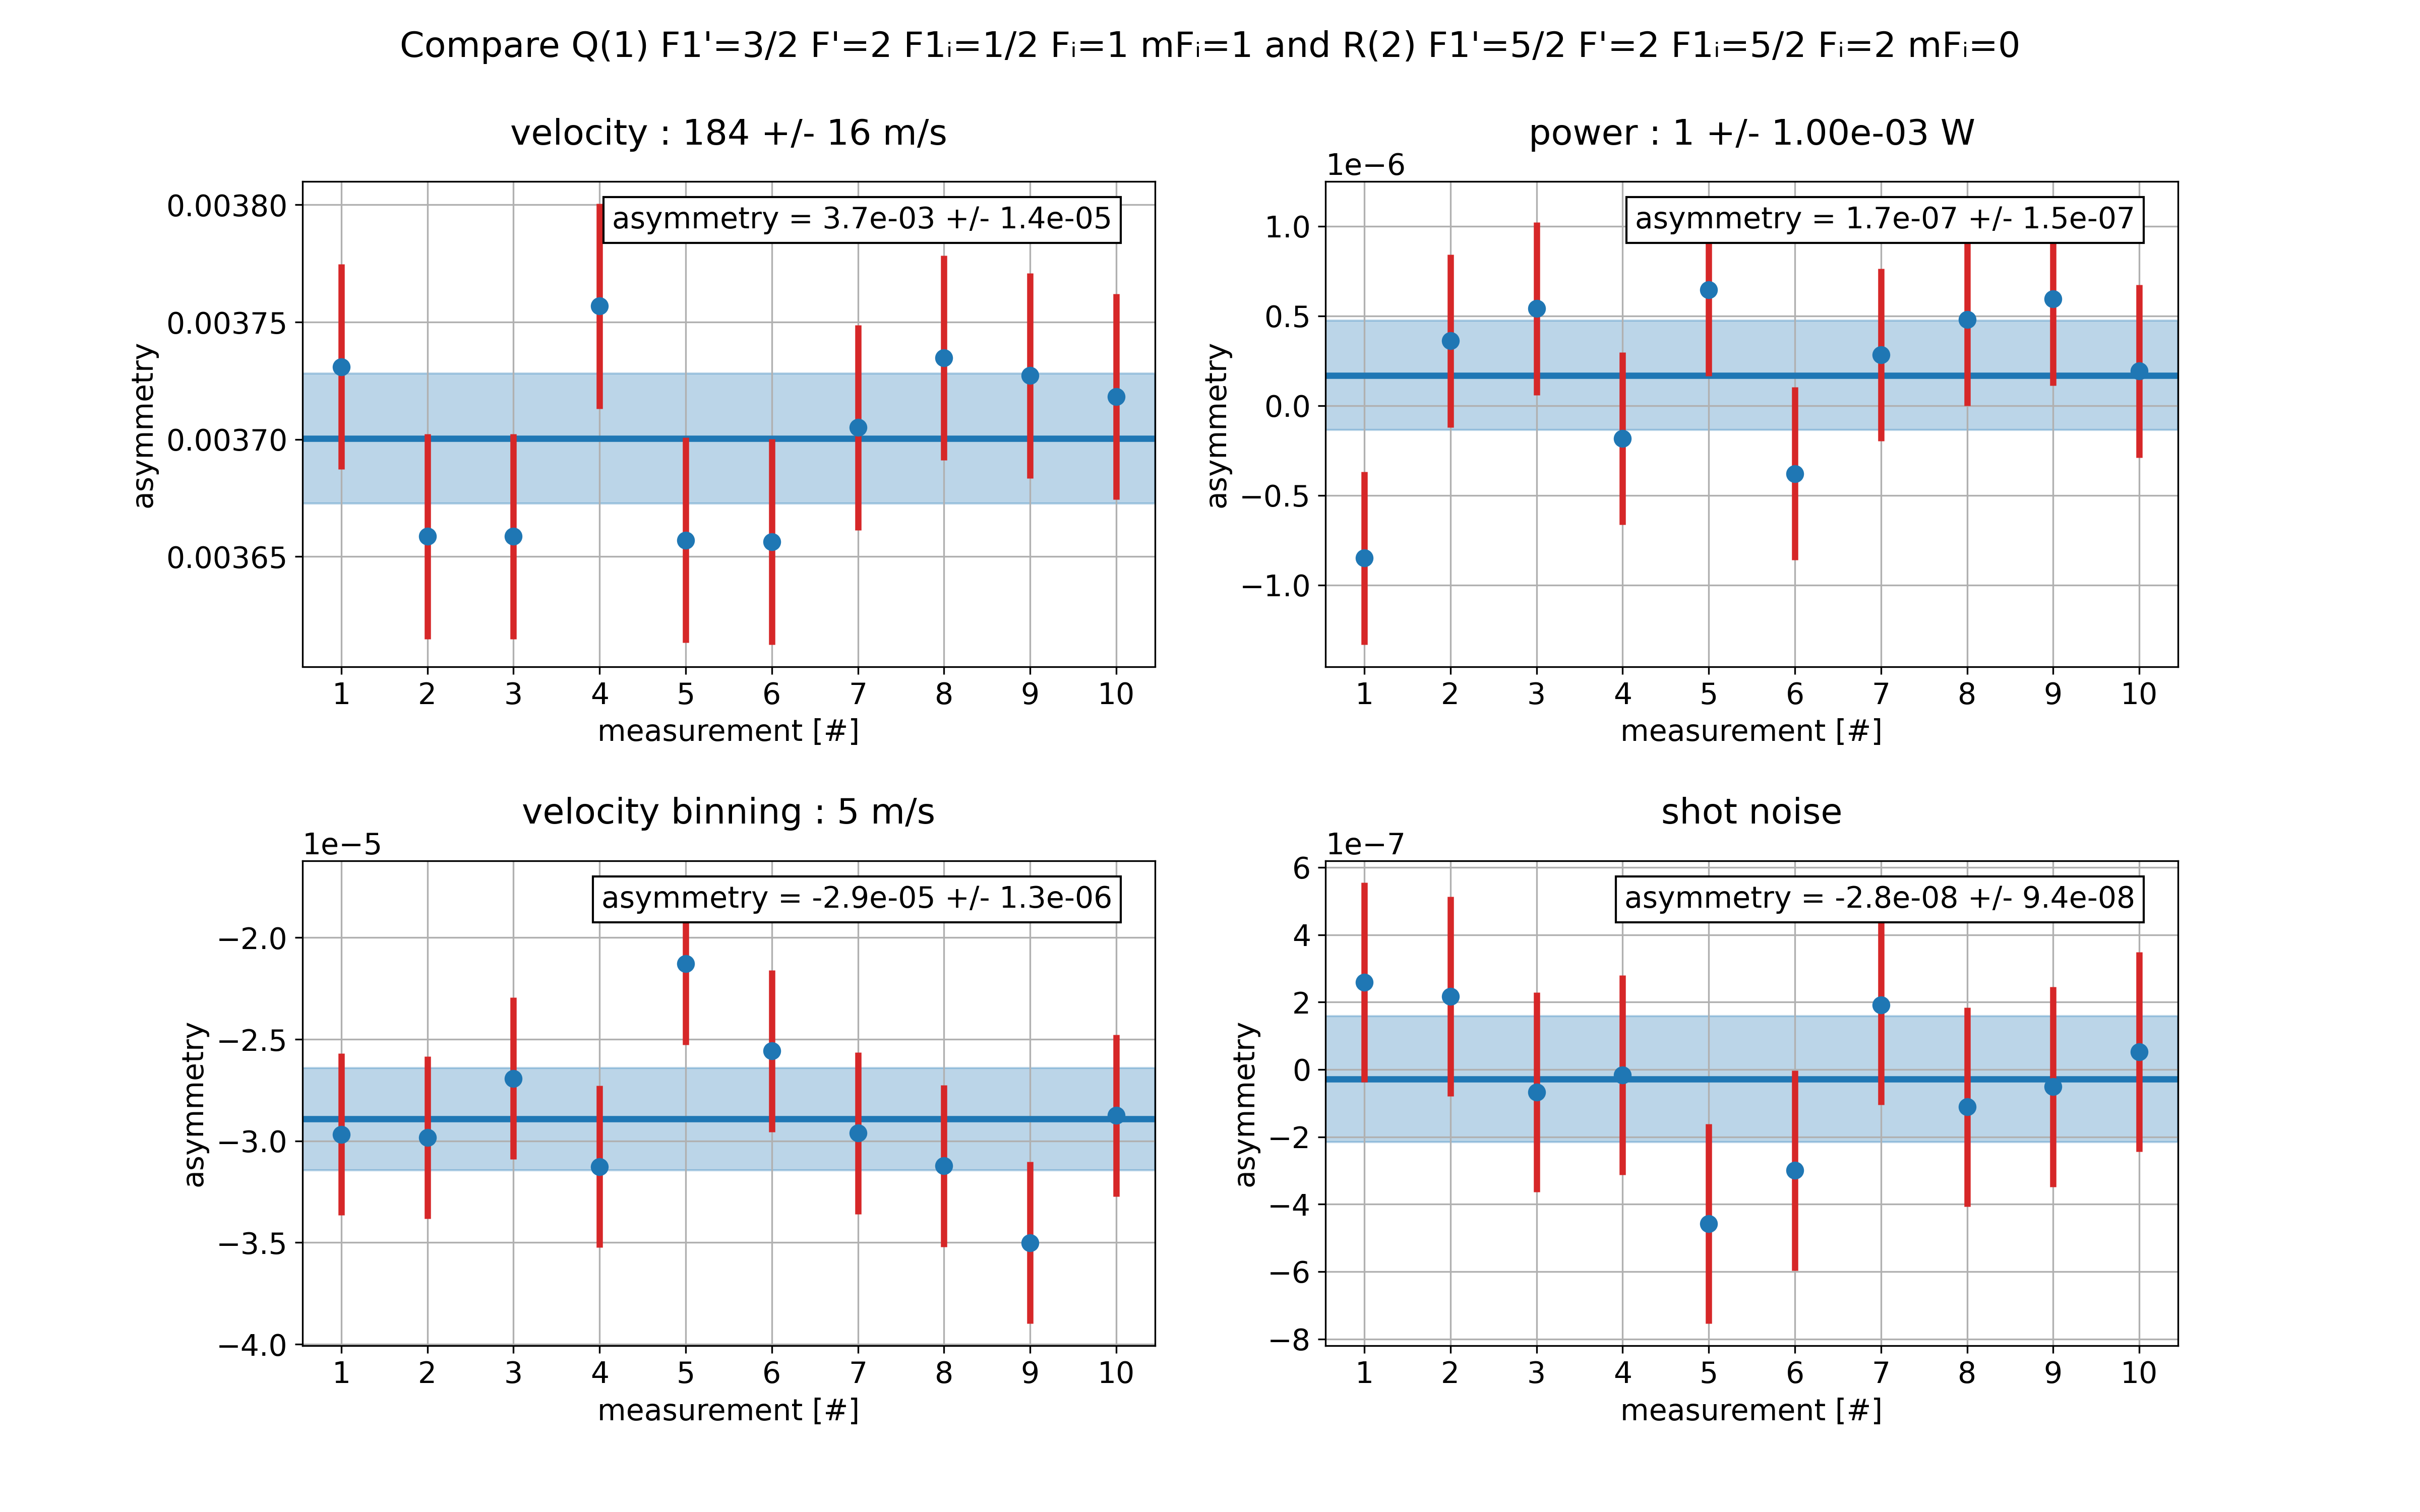 Compare Q(1) F1'=3/2 F'=2 F1ᵢ=1/2 Fᵢ=1 mFᵢ=1 and R(2) F1'=5/2 F'=2 F1ᵢ=5/2 Fᵢ=2 mFᵢ=0
velocity : 184 +/- 16 m/s
asymmetry = 3.7e-03 +/- 1.4e-05
0.00380
0.00375
0.00370
0.00365
asymmetry
1 2 3 4 5 6 7 8 9 10
measurement [#]
power : 1 +/- 1.00e-03 W
1e−6
asymmetry = 1.7e-07 +/- 1.5e-07
1.0
0.5
0.0
−0.5
−1.0
asymmetry
1 2 3 4 5 6 7 8 9 10
measurement [#]
velocity binning : 5 m/s
1e−5
asymmetry = -2.9e-05 +/- 1.3e-06
−2.0
−2.5
−3.0
−3.5
−4.0
asymmetry
1 2 3 4 5 6 7 8 9 10
measurement [#]
shot noise
1e−7
asymmetry = -2.8e-08 +/- 9.4e-08
6
4
2
0
−2
−4
−6
−8
asymmetry
1 2 3 4 5 6 7 8 9 10
measurement [#]